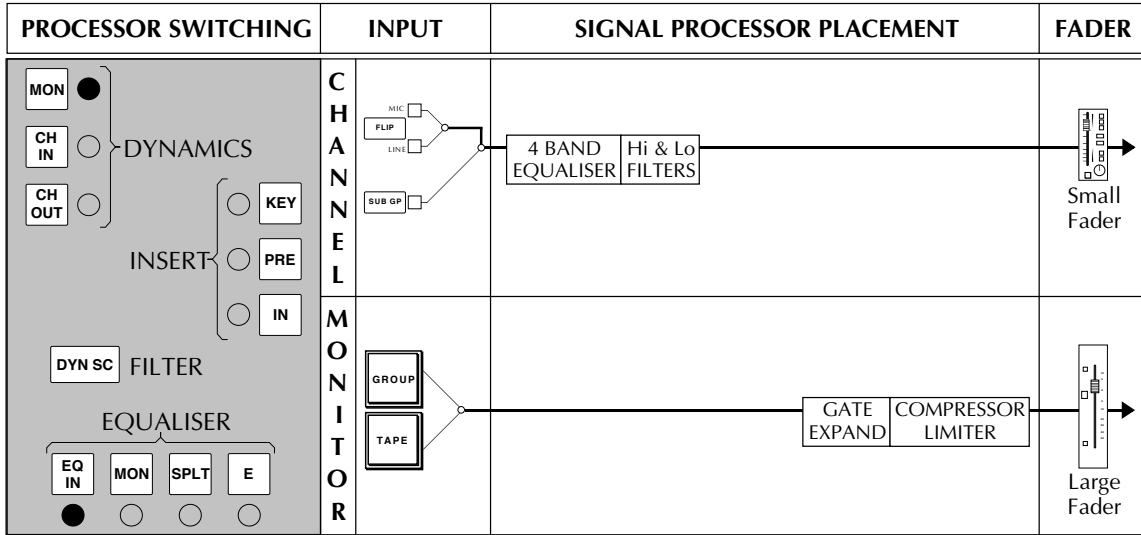 PROCESSOR SWITCHING
INPUT
SIGNAL PROCESSOR PLACEMENT
FADER
MON
CH
IN
CH
OUT
DYNAMICS
KEY
PRE
IN
INSERT
DYN SC
FILTER
EQUALISER
EQ
IN
MON
SPLT
E
CHANNEL
MIC
FLIP
LINE
SUB GP
4 BAND
EQUALISER
Hi & Lo
FILTERS
Small
Fader
MONITOR
GROUP
TAPE
GATE
EXPAND
COMPRESSOR
LIMITER
Large
Fader